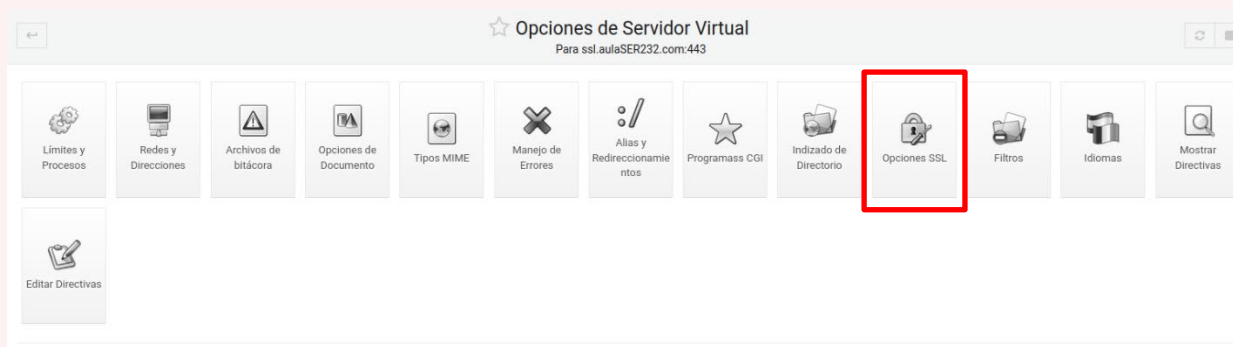 Opciones de Servidor Virtual
Para ssl.aulaSER232.com:443
Límites y
Procesos
Redes y
Direcciones
Archivos de
bitácora
Opciones de
Documento
Tipos MIME
Manejo de
Errores
Alias y
Redireccionamie
ntos
Programass CGI
Indizado de
Directorio
Opciones SSL
Filtros
Idiomas
Mostrar
Directivas
Editar Directivas